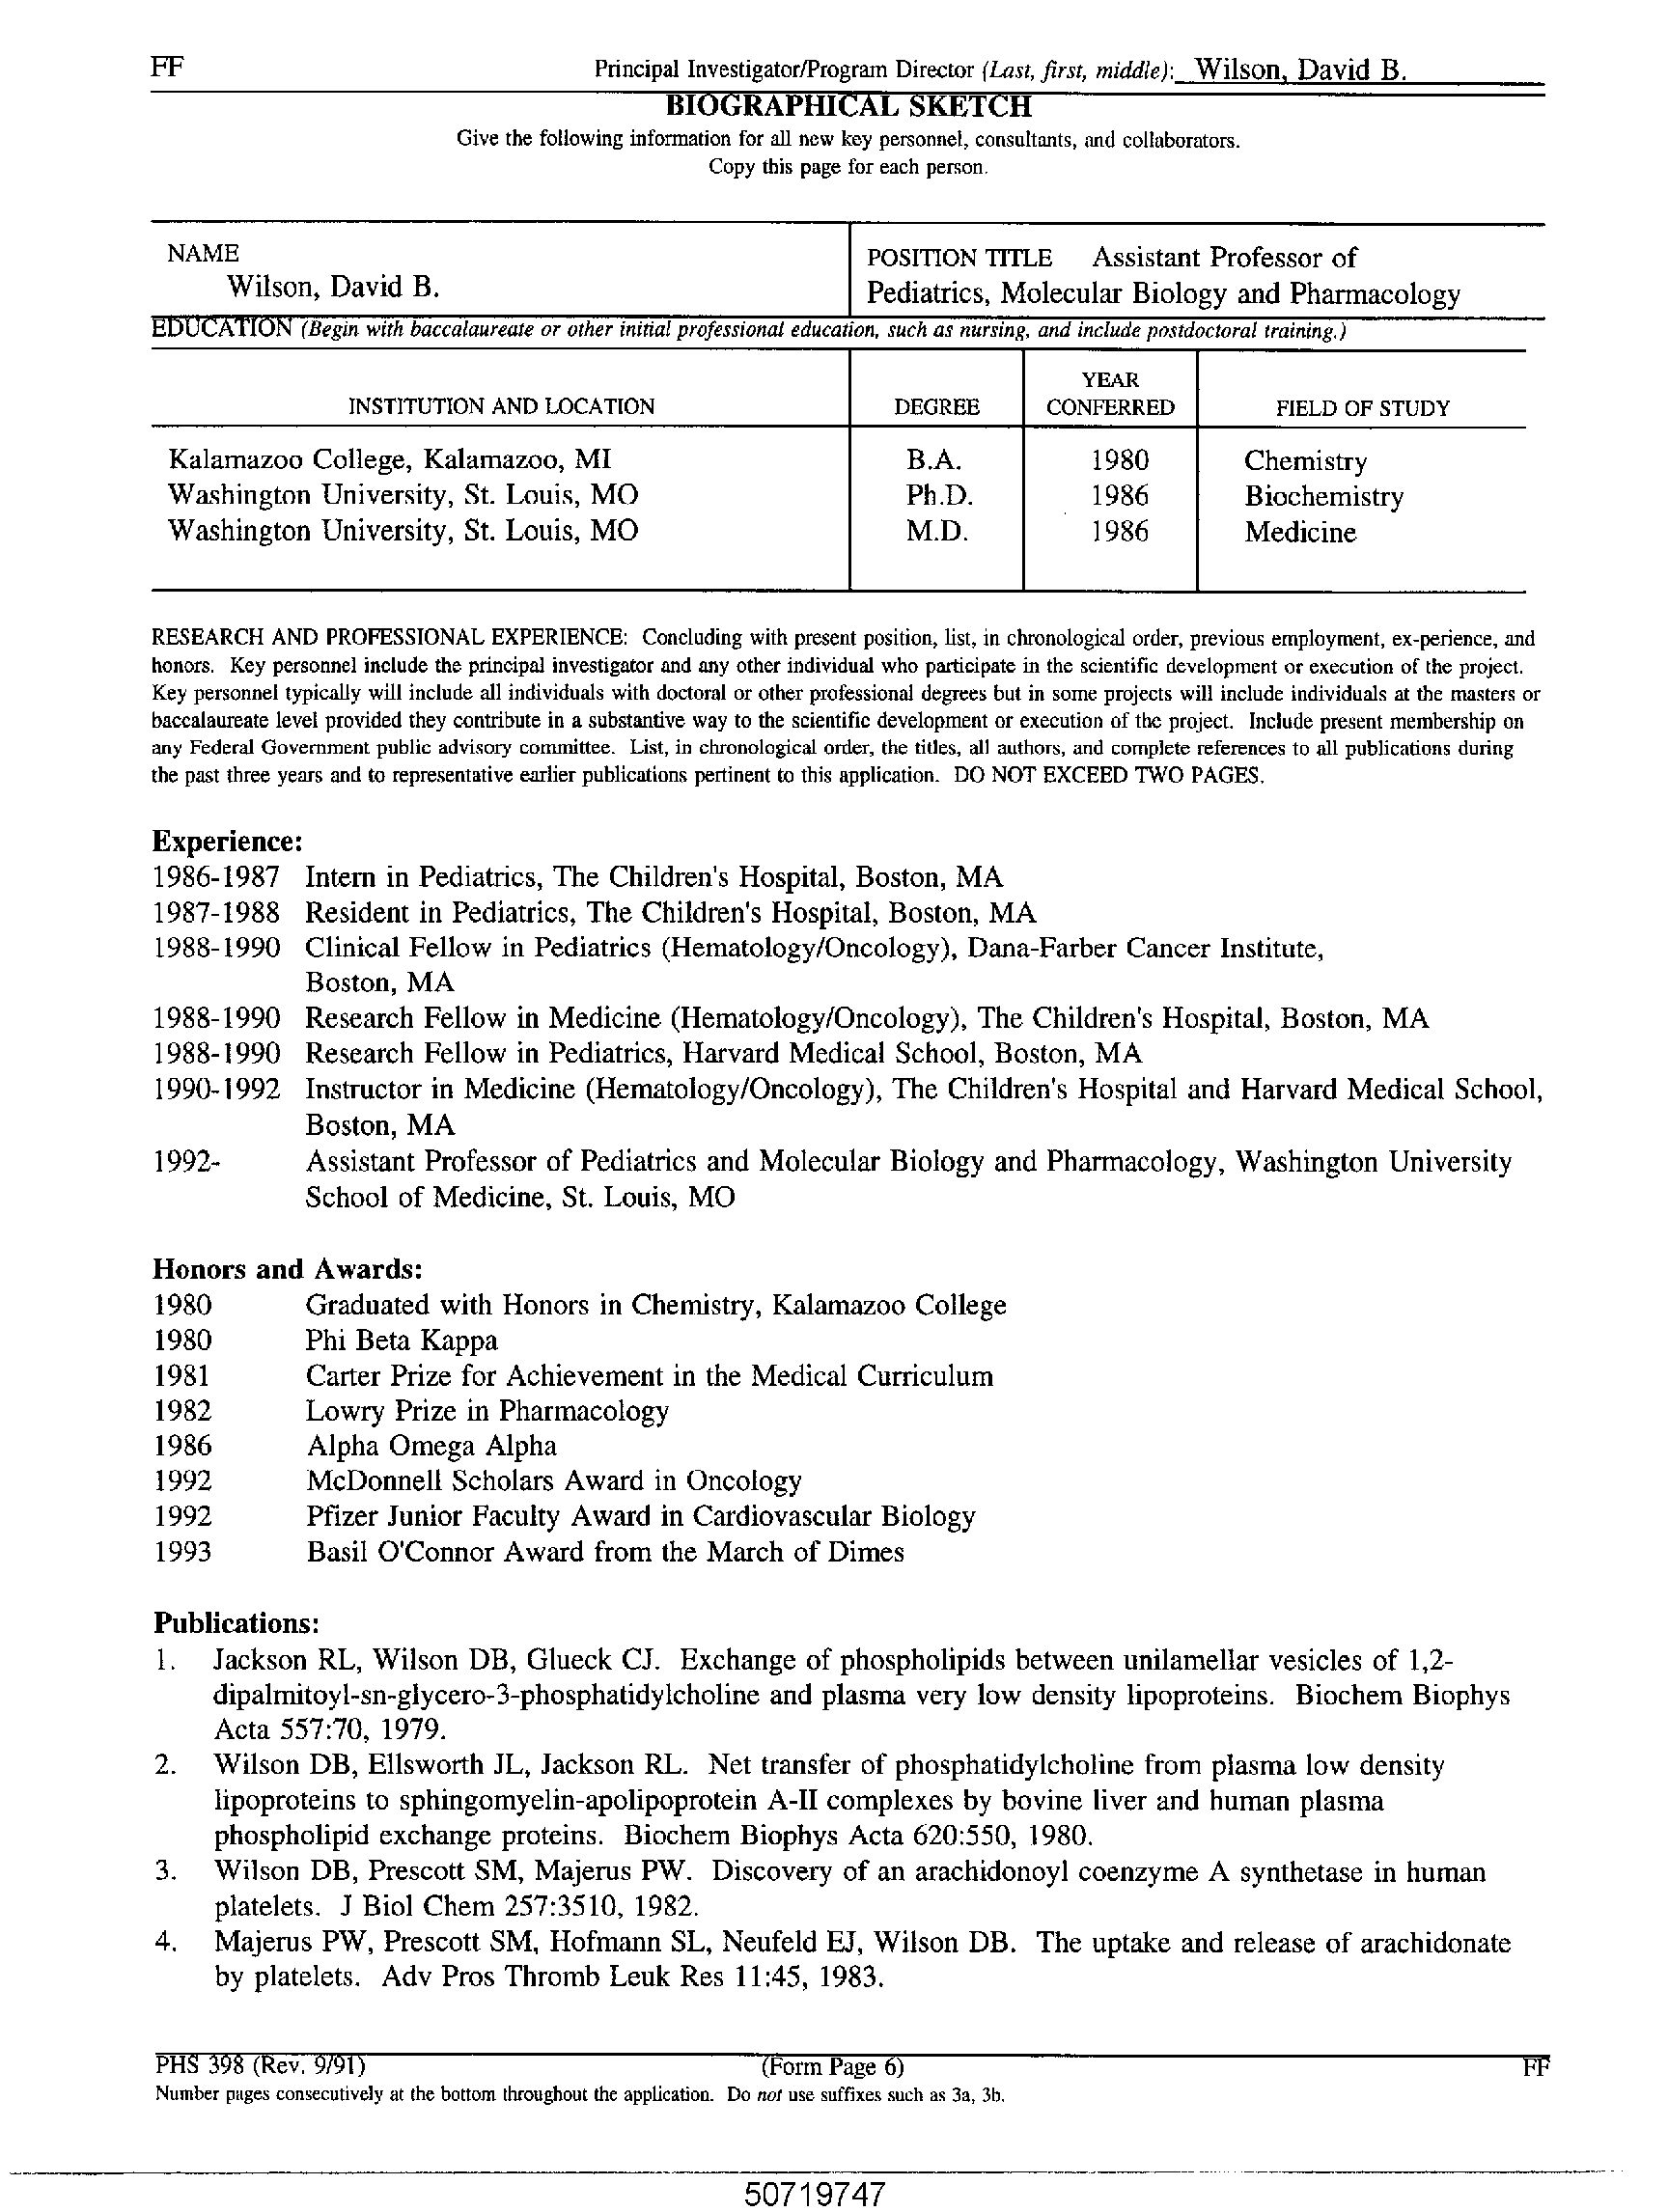 FF Principal Investigator/Program Director (Last, first, middle): Wilson, David B.
BIOGRAPHICAL SKETCH
Give the following information for all new key personnel, consultants, and collaborators.
Copy this page for each person.
NAME
Wilson, David B.
POSITION TITLE Assistant Professor of
Pediatrics, Molecular Biology and Pharmacology
EDUCATION (Begin with baccalaureate or other initial professional education, such as nursing, and include postdoctoral training.)
INSTITUTION AND LOCATION DEGREE YEAR CONFERRED FIELD OF STUDY
Kalamazoo College, Kalamazoo, MI B.A. 1980 Chemistry
Washington University, St. Louis, MO Ph.D. 1986 Biochemistry
Washington University, St. Louis, MO M.D. 1986 Medicine
RESEARCH AND PROFESSIONAL EXPERIENCE: Concluding with present position, list, in chronological order, previous employment, ex-perience, and
honors. Key personnel include the principal investigator and any other individual who participate in the scientific development or execution of the project.
Key personnel typically will include all individuals with doctoral or other professional degrees but in some projects will include individuals at the masters or
baccalaureate level provided they contribute in a substantive way to the scientific development or execution of the project. Include present membership on
any Federal Government public advisory committee. List, in chronological order, the titles, all authors, and complete references to all publications during
the past three years and to representative earlier publications pertinent to this application. DO NOT EXCEED TWO PAGES.
Experience:
1986-1987 Intern in Pediatrics, The Children's Hospital, Boston, MA
1987-1988 Resident in Pediatrics, The Children's Hospital, Boston, MA
1988-1990 Clinical Fellow in Pediatrics (Hematology/Oncology), Dana-Farber Cancer Institute,
Boston, MA
1988-1990 Research Fellow in Medicine (Hematology/Oncology), The Children's Hospital, Boston, MA
1988-1990 Research Fellow in Pediatrics, Harvard Medical School, Boston, MA
1990-1992 Instructor in Medicine (Hematology/Oncology), The Children's Hospital and Harvard Medical School,
Boston, MA
1992- Assistant Professor of Pediatrics and Molecular Biology and Pharmacology, Washington University
School of Medicine, St. Louis, MO
Honors and Awards:
1980 Graduated with Honors in Chemistry, Kalamazoo College
1980 Phi Beta Kappa
1981 Carter Prize for Achievement in the Medical Curriculum
1982 Lowry Prize in Pharmacology
1986 Alpha Omega Alpha
1992 McDonnell Scholars Award in Oncology
1992 Pfizer Junior Faculty Award in Cardiovascular Biology
1993 Basil O'Connor Award from the March of Dimes
Publications:
1. Jackson RL, Wilson DB, Glueck CJ. Exchange of phospholipids between unilamellar vesicles of 1,2-
dipalmitoyl-sn-glycero-3-phosphatidylcholine and plasma very low density lipoproteins. Biochem Biophys
Acta 557:70, 1979.
2. Wilson DB, Ellsworth JL, Jackson RL. Net transfer of phosphatidylcholine from plasma low density
lipoproteins to sphingomyelin-apolipoprotein A-II complexes by bovine liver and human plasma
phospholipid exchange proteins. Biochem Biophys Acta 620:550, 1980.
3. Wilson DB, Prescott SM, Majerus PW. Discovery of an arachidonoyl coenzyme A synthetase in human
platelets. J Biol Chem 257:3510, 1982.
4. Majerus PW, Prescott SM, Hofmann SL, Neufeld EJ, Wilson DB. The uptake and release of arachidonate
by platelets. Adv Pros Thromb Leuk Res 11:45, 1983.
PHS 398 (Rev. 9/91) (Form Page 6) FF
Number pages consecutively at the bottom throughout the application. Do not use suffixes such as 3a, 3b.
50719747